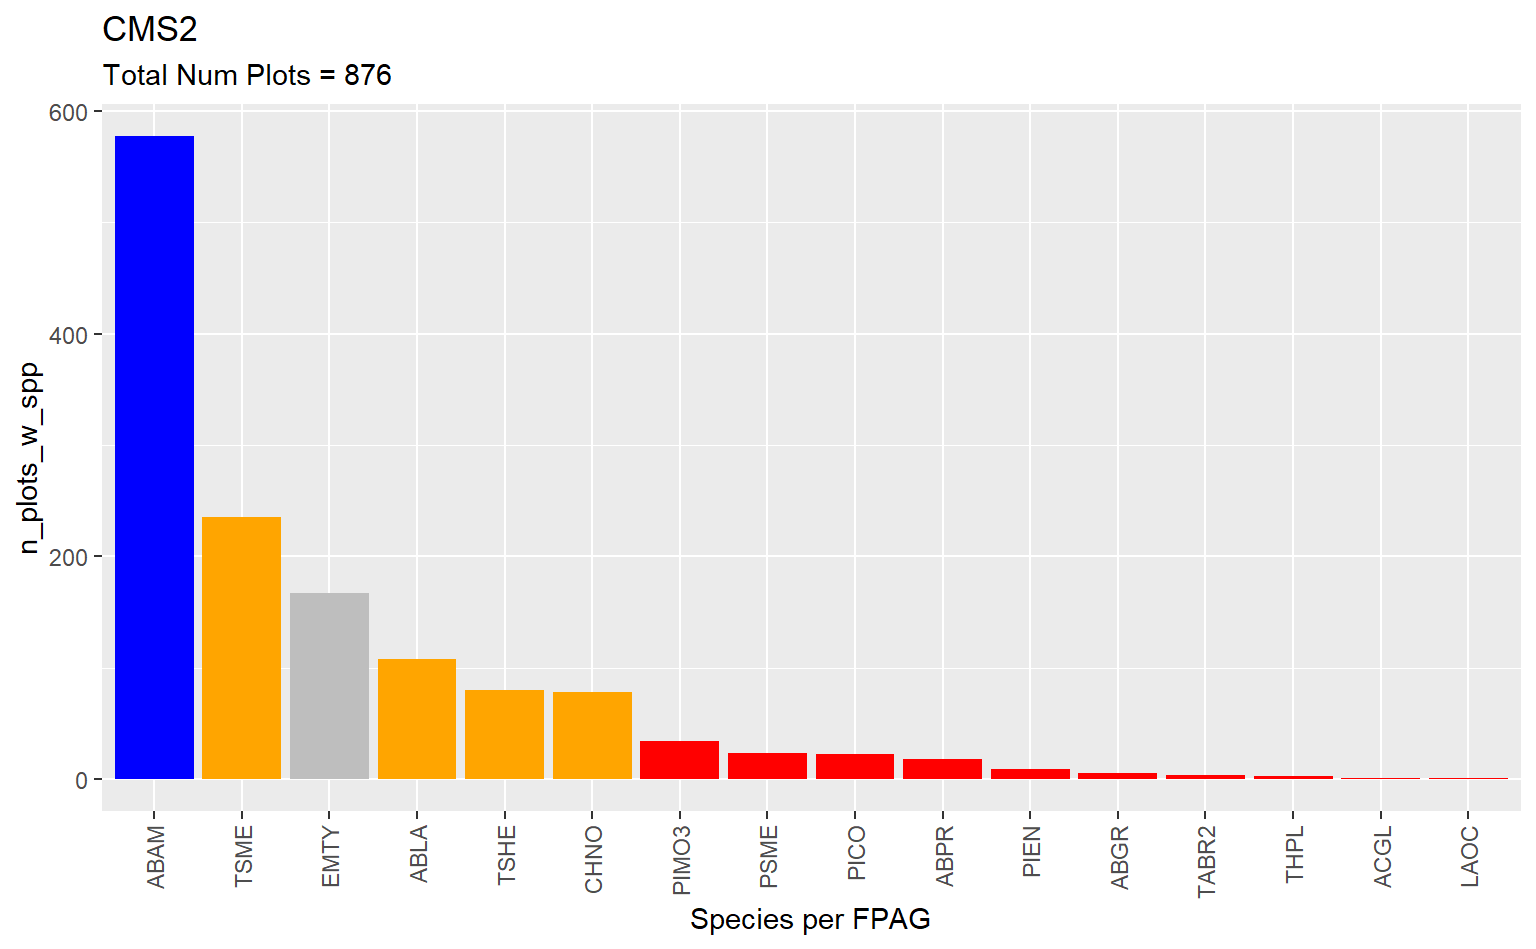 CMS2
Total Num Plots = 876
600
400
200
0
n_plots_w_spp
ABAM
TSME
EMTY
ABLA
TSHE
CHNO
PIMO3
PSME
PICO
ABPR
PIEN
ABGR
TABR2
THPL
ACGL
LAOC
Species per FPAG